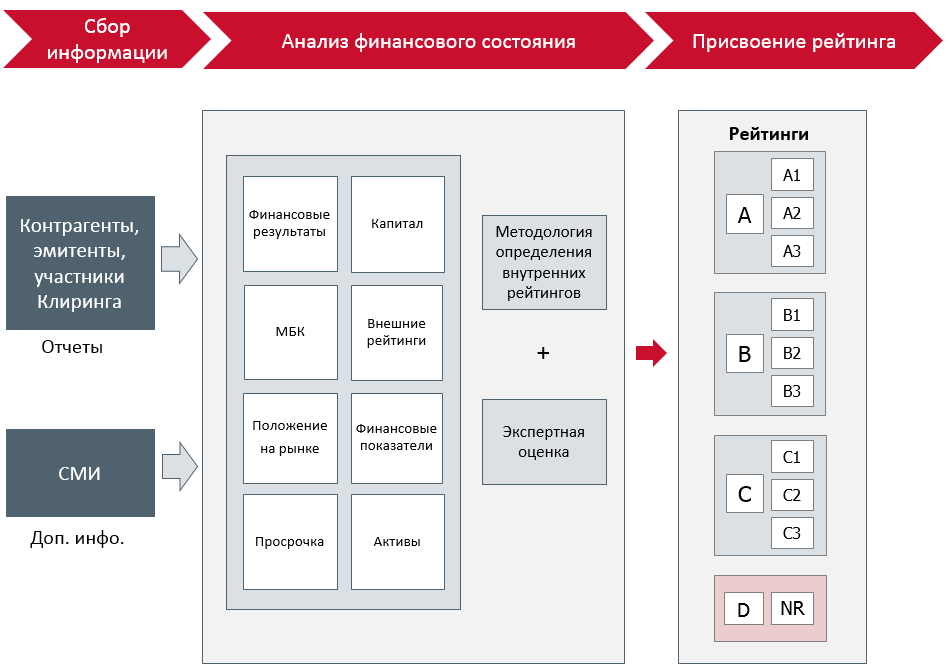 Сбор
информации
Анализ финансового состояния
Присвоение рейтинга
Контрагенты,
эмитенты,
участники
Клиринга
Отчеты
СМИ
Доп. инфо.
Финансовые
результаты
Капитал
МБК
Внешние
рейтинги
Положение
на рынке
Финансовые
показатели
Просрочка
Активы
Методология
определения
внутренних
рейтингов
+
Экспертная
оценка
Рейтинги
A
A1
A2
A3
B
B1
B2
B3
C
C1
C2
C3
D
NR